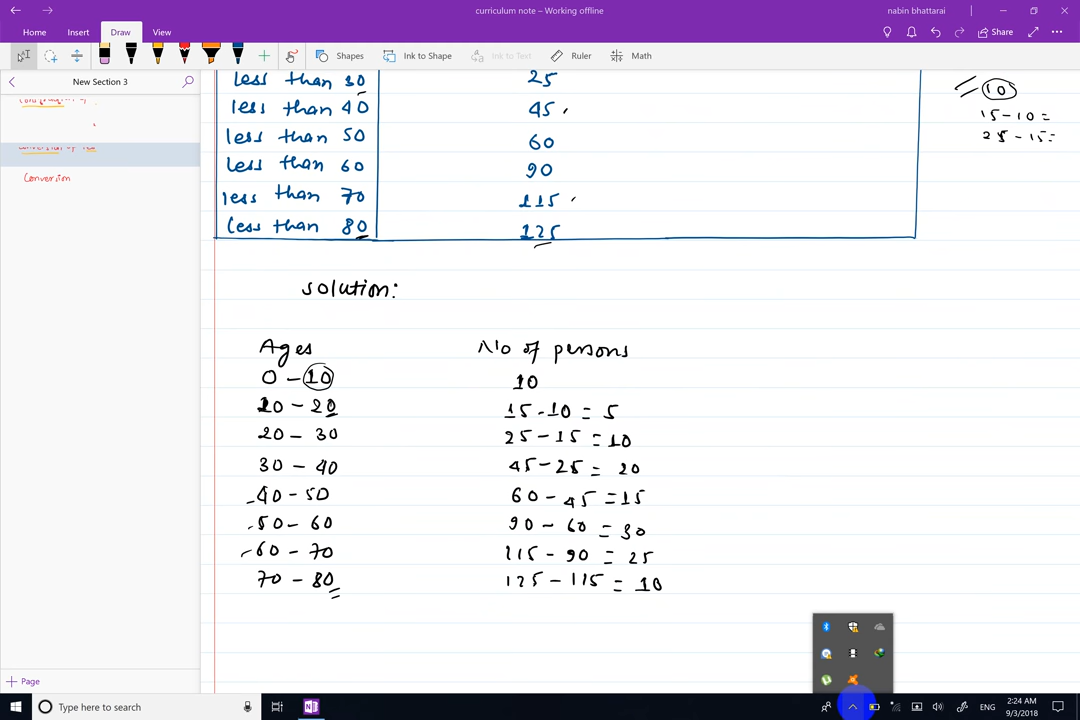 curriculum note – Working offline
nabin bhattarai
Home Insert Draw View
Share
Shapes Ink to Shape Ink to Text Ruler Math
New Section 3
Conversion
Page
less than 30 25
less than 40 45
less than 50 60
less than 60 90
less than 70 115
less than 80 125
10
15 - 10 =
25 - 15 =
Solution:
Ages No of persons
0 - 10 10
10 - 20 15 - 10 = 5
20 - 30 25 - 15 = 10
30 - 40 45 - 25 = 20
40 - 50 60 - 45 = 15
50 - 60 90 - 60 = 30
60 - 70 115 - 90 = 25
70 - 80 125 - 115 = 10
Type here to search
ENG
2:24 AM
9/3/2018